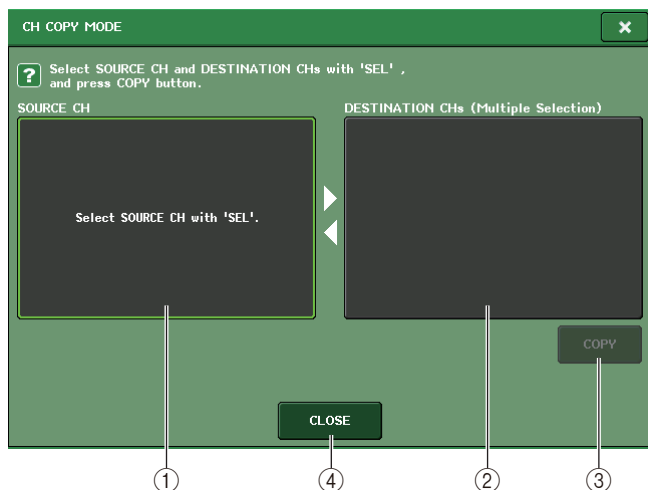 CH COPY MODE
×
? Select SOURCE CH and DESTINATION CHs with 'SEL' ,
and press COPY button.
SOURCE CH
DESTINATION CHs (Multiple Selection)
Select SOURCE CH with 'SEL'.
COPY
CLOSE
① ④ ② ③